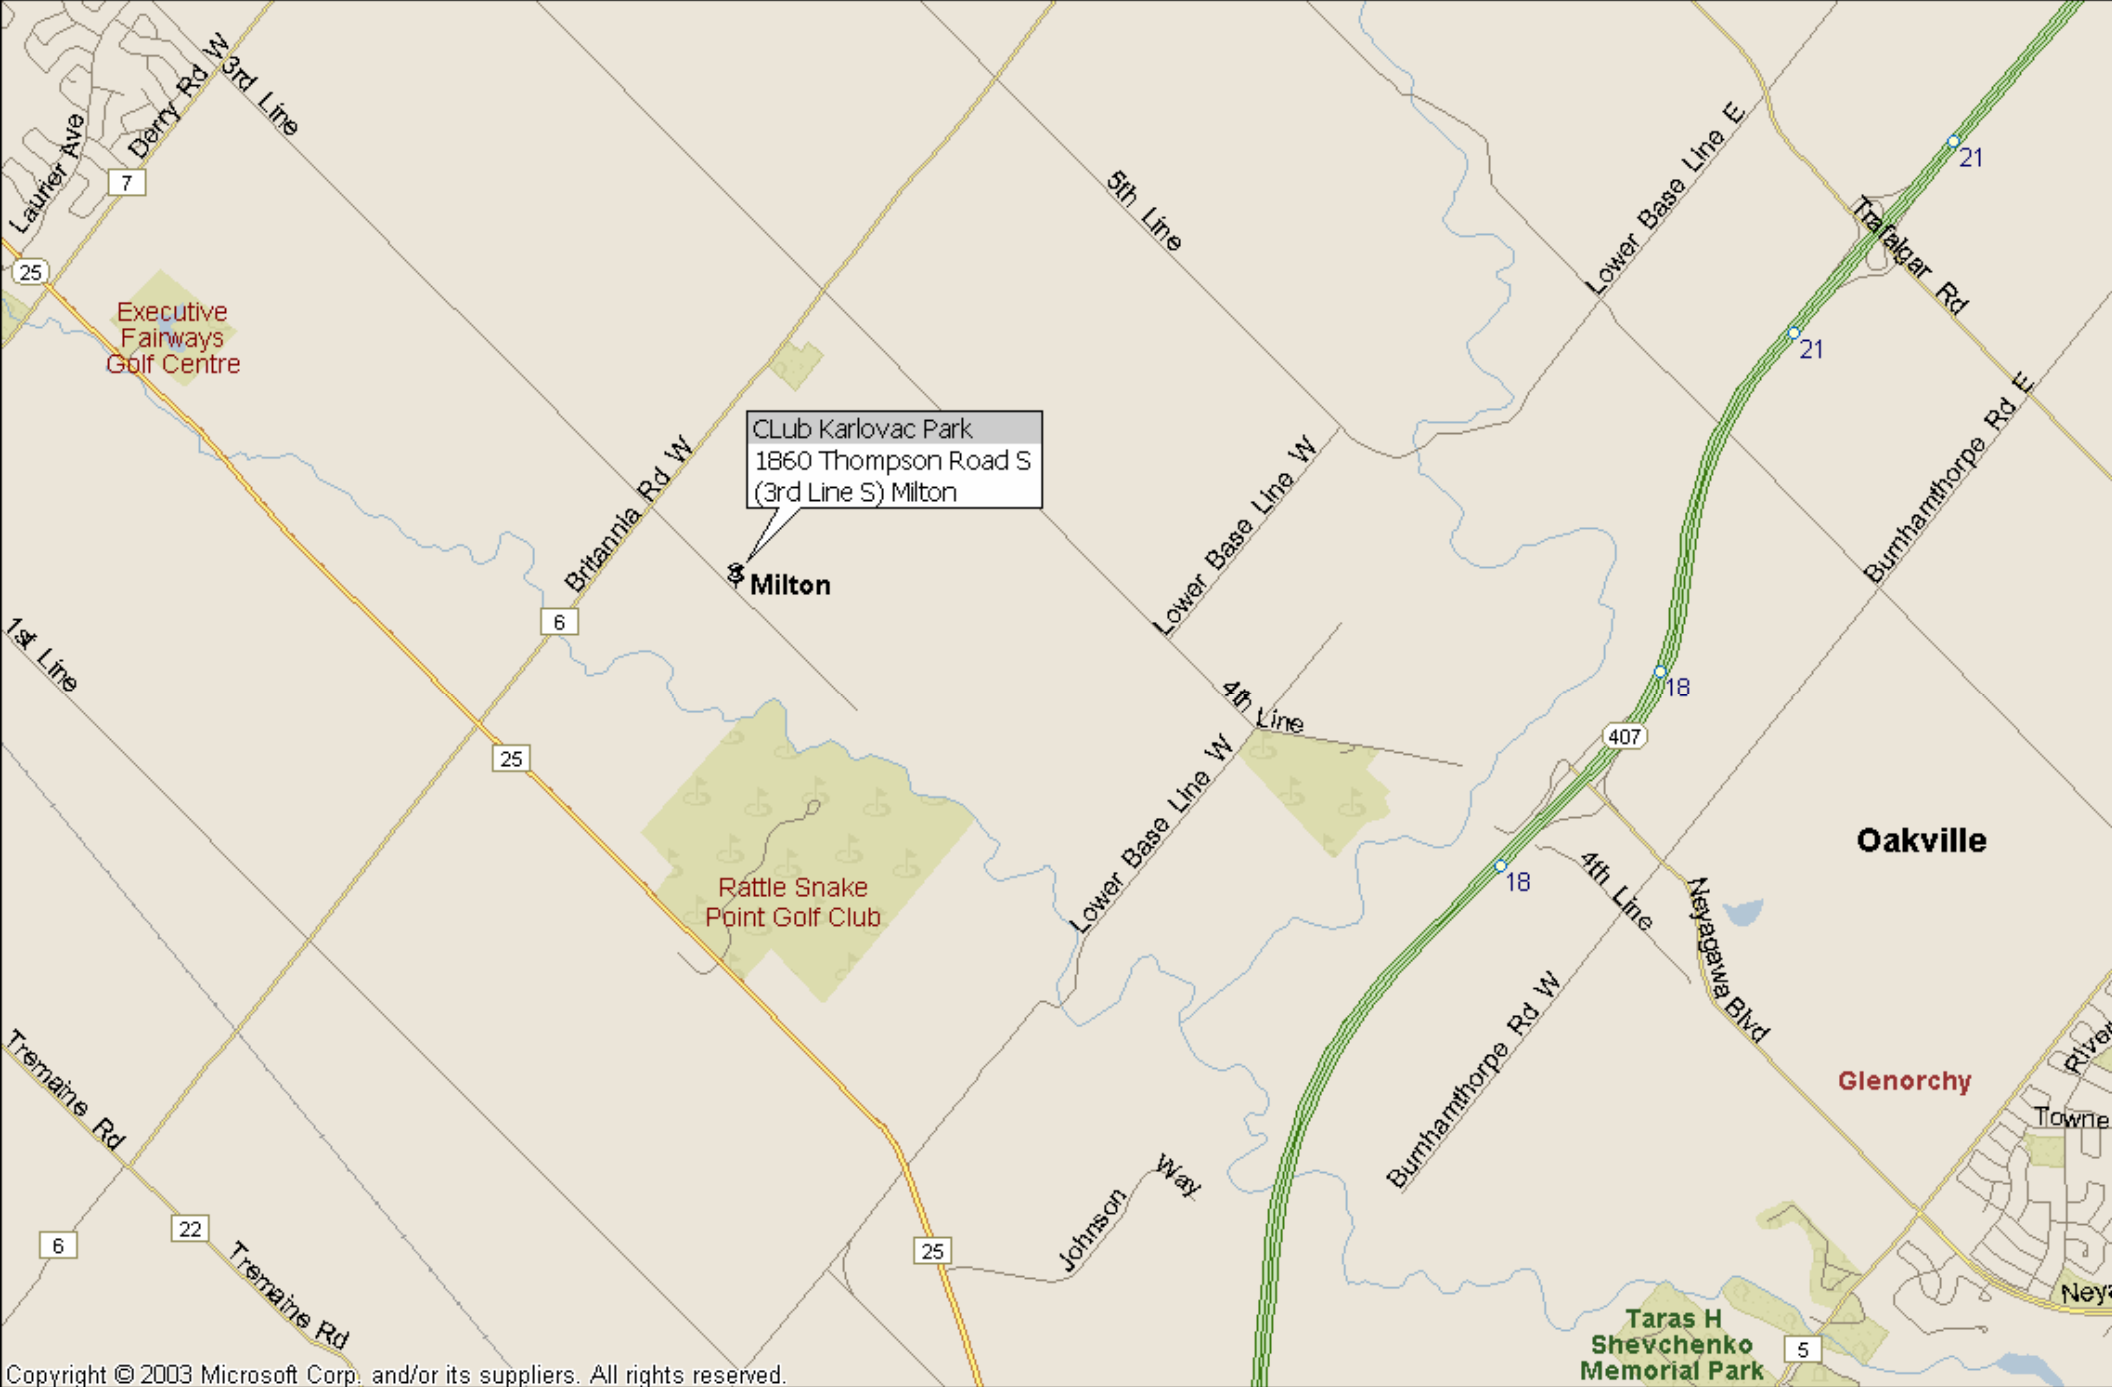 Derry Rd W
3rd Line
Laurier Ave
7
25
Executive
Fairways
Golf Centre
5th Line
Lower Base Line E
21
Trafalgar Rd
21
CLub Karlovac Park
1860 Thompson Road S
(3rd Line S) Milton
Britannia Rd W
Milton
6
Lower Base Line W
Burnhamthorpe Rd E
1st Line
25
4th Line
18
407
Lower Base Line W
Oakville
18
4th Line
Rattle Snake
Point Golf Club
Neyagawa Blvd
Burnhamthorpe Rd W
Tremaine Rd
Glenorchy
River
Towne
Johnson Way
22
6
25
Tremaine Rd
Neya
Taras H
Shevchenko
Memorial Park
5
Copyright © 2003 Microsoft Corp. and/or its suppliers. All rights reserved.